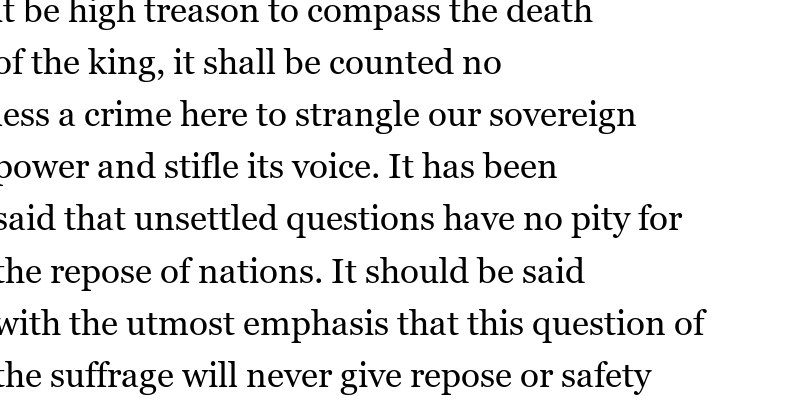 it be high treason to compass the death
of the king, it shall be counted no
less a crime here to strangle our sovereign
power and stifle its voice. It has been
said that unsettled questions have no pity for
the repose of nations. It should be said
with the utmost emphasis that this question of
the suffrage will never give repose or safety